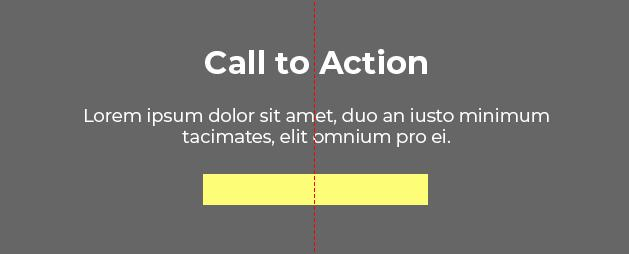 Call to Action
Lorem ipsum dolor sit amet, duo an iusto minimum
tacimates, elit omnium pro ei.